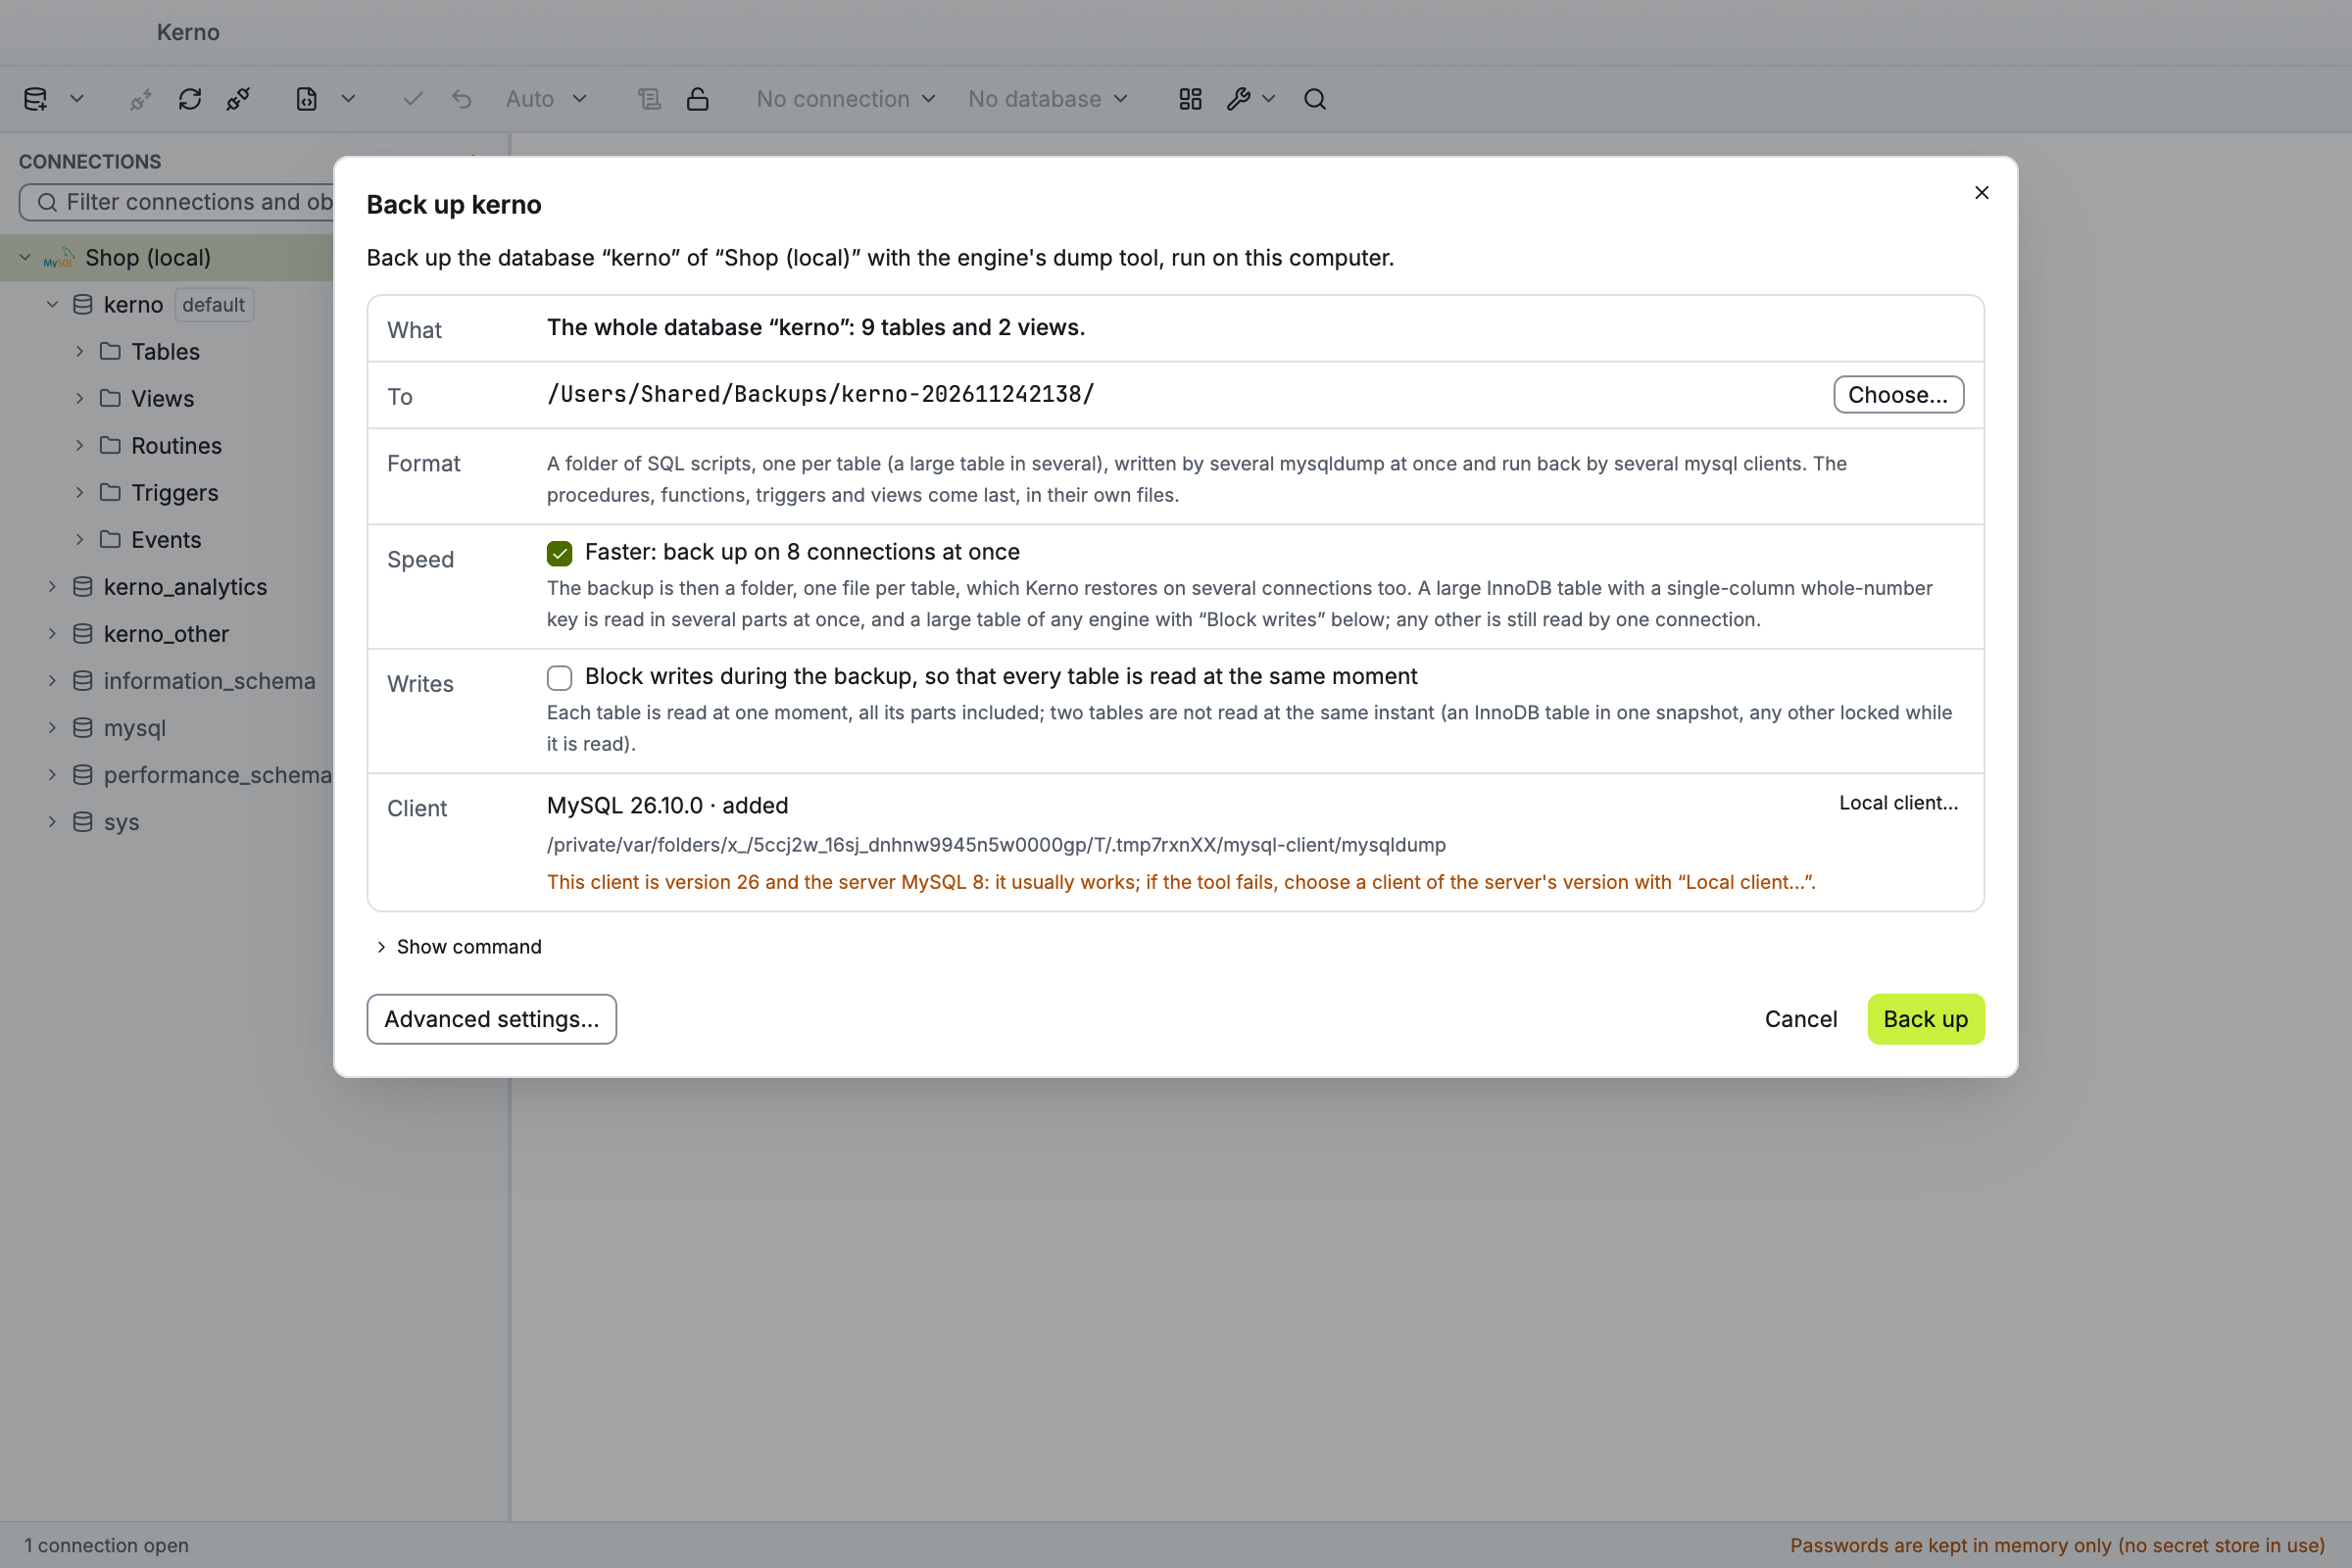 Kerno
Auto
No connection
No database
CONNECTIONS
Filter connections and ob
MySQL Shop (local)
kerno default
Tables
Views
Routines
Triggers
Events
kerno_analytics
kerno_other
information_schema
mysql
performance_schema
sys
Back up kerno
Back up the database “kerno” of “Shop (local)” with the engine's dump tool, run on this computer.
What
The whole database “kerno”: 9 tables and 2 views.
To
/Users/Shared/Backups/kerno-202611242138/
Choose...
Format
A folder of SQL scripts, one per table (a large table in several), written by several mysqldump at once and run back by several mysql clients. The
procedures, functions, triggers and views come last, in their own files.
Speed
Faster: back up on 8 connections at once
The backup is then a folder, one file per table, which Kerno restores on several connections too. A large InnoDB table with a single-column whole-number
key is read in several parts at once, and a large table of any engine with “Block writes” below; any other is still read by one connection.
Writes
Block writes during the backup, so that every table is read at the same moment
Each table is read at one moment, all its parts included; two tables are not read at the same instant (an InnoDB table in one snapshot, any other locked while
it is read).
Client
MySQL 26.10.0 · added
Local client...
/private/var/folders/x_/5ccj2w_16sj_dnhnw9945n5w0000gp/T/.tmp7rxnXX/mysql-client/mysqldump
This client is version 26 and the server MySQL 8: it usually works; if the tool fails, choose a client of the server's version with “Local client...”.
Show command
Advanced settings...
Cancel
Back up
1 connection open
Passwords are kept in memory only (no secret store in use)